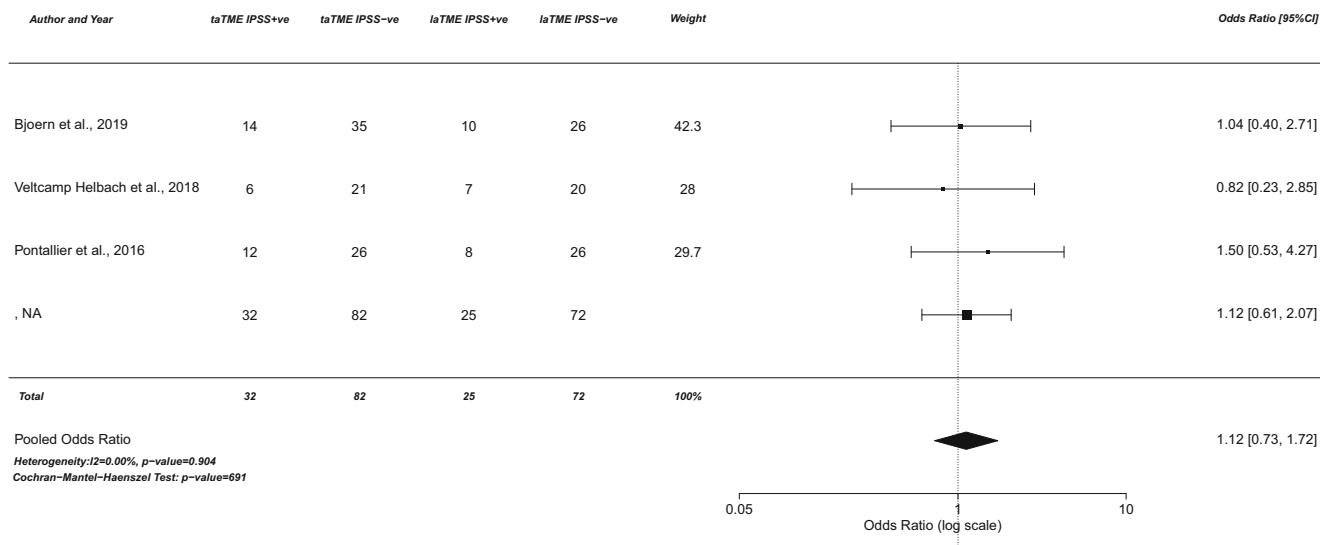 Author and Year taTME IPSS+ve taTME IPSS−ve laTME IPSS+ve laTME IPSS−ve Weight Odds Ratio [95%CI]
Bjoern et al., 2019 14 35 10 26 42.3 1.04 [0.40, 2.71]
Veltcamp Helbach et al., 2018 6 21 7 20 28 0.82 [0.23, 2.85]
Pontallier et al., 2016 12 26 8 26 29.7 1.50 [0.53, 4.27]
, NA 32 82 25 72 1.12 [0.61, 2.07]
Total 32 82 25 72 100%
Pooled Odds Ratio 1.12 [0.73, 1.72]
Heterogeneity:I2=0.00%, p−value=0.904
Cochran−Mantel−Haenszel Test: p−value=691
0.05 1 10
Odds Ratio (log scale)